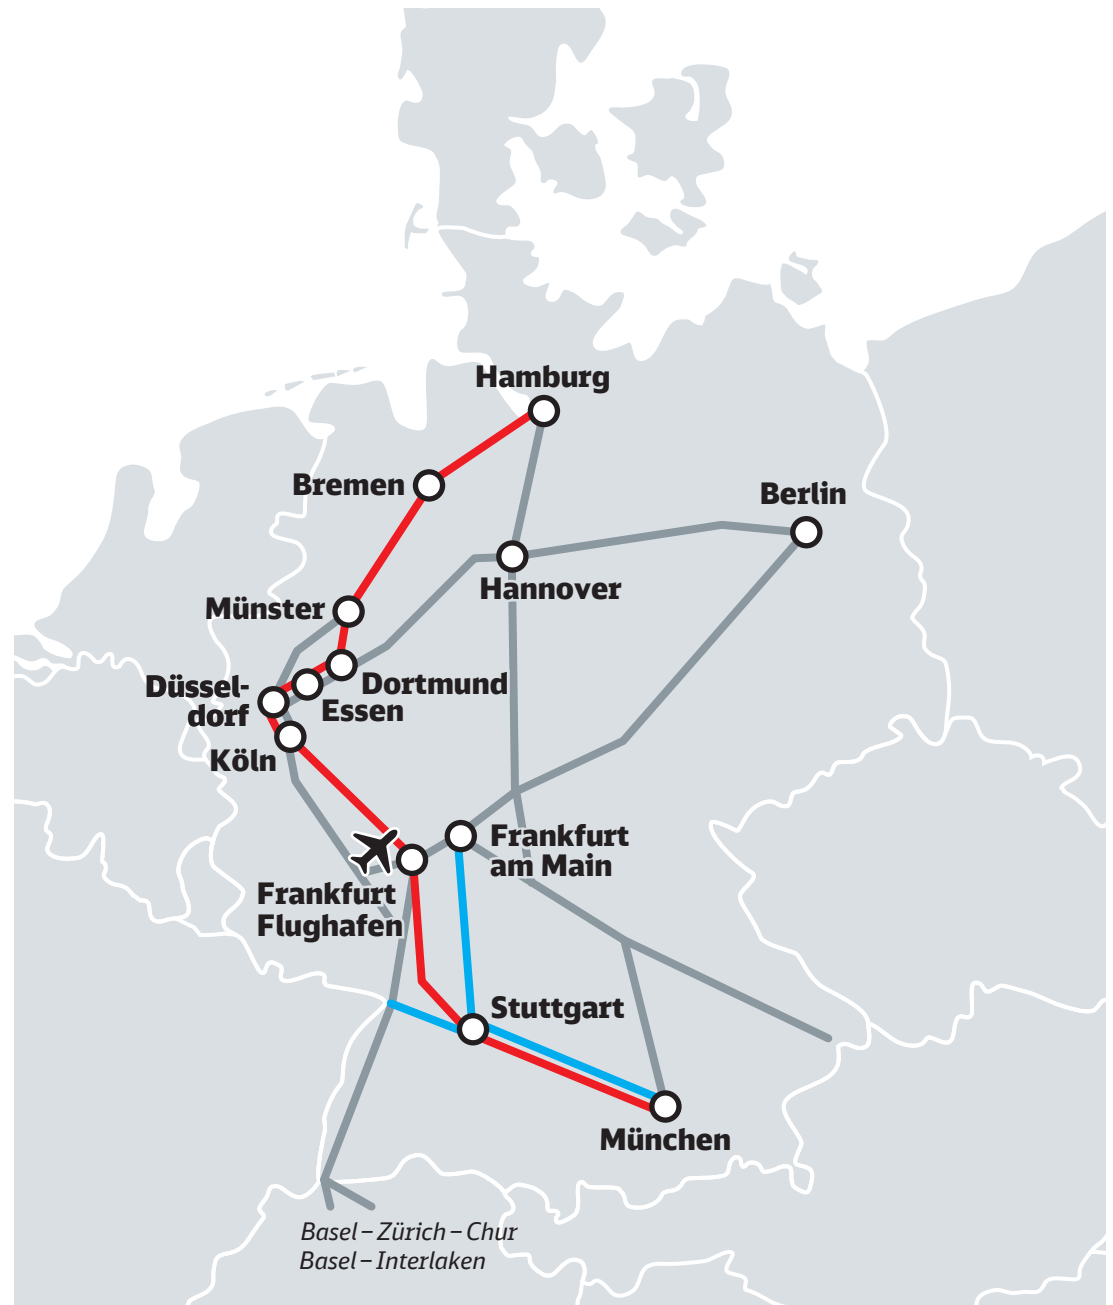 Hamburg
Bremen
Berlin
Hannover
Münster
Dortmund
Düssel-
dorf
Essen
Köln
Frankfurt
am Main
Frankfurt
Flughafen
Stuttgart
München
Basel – Zürich – Chur
Basel – Interlaken